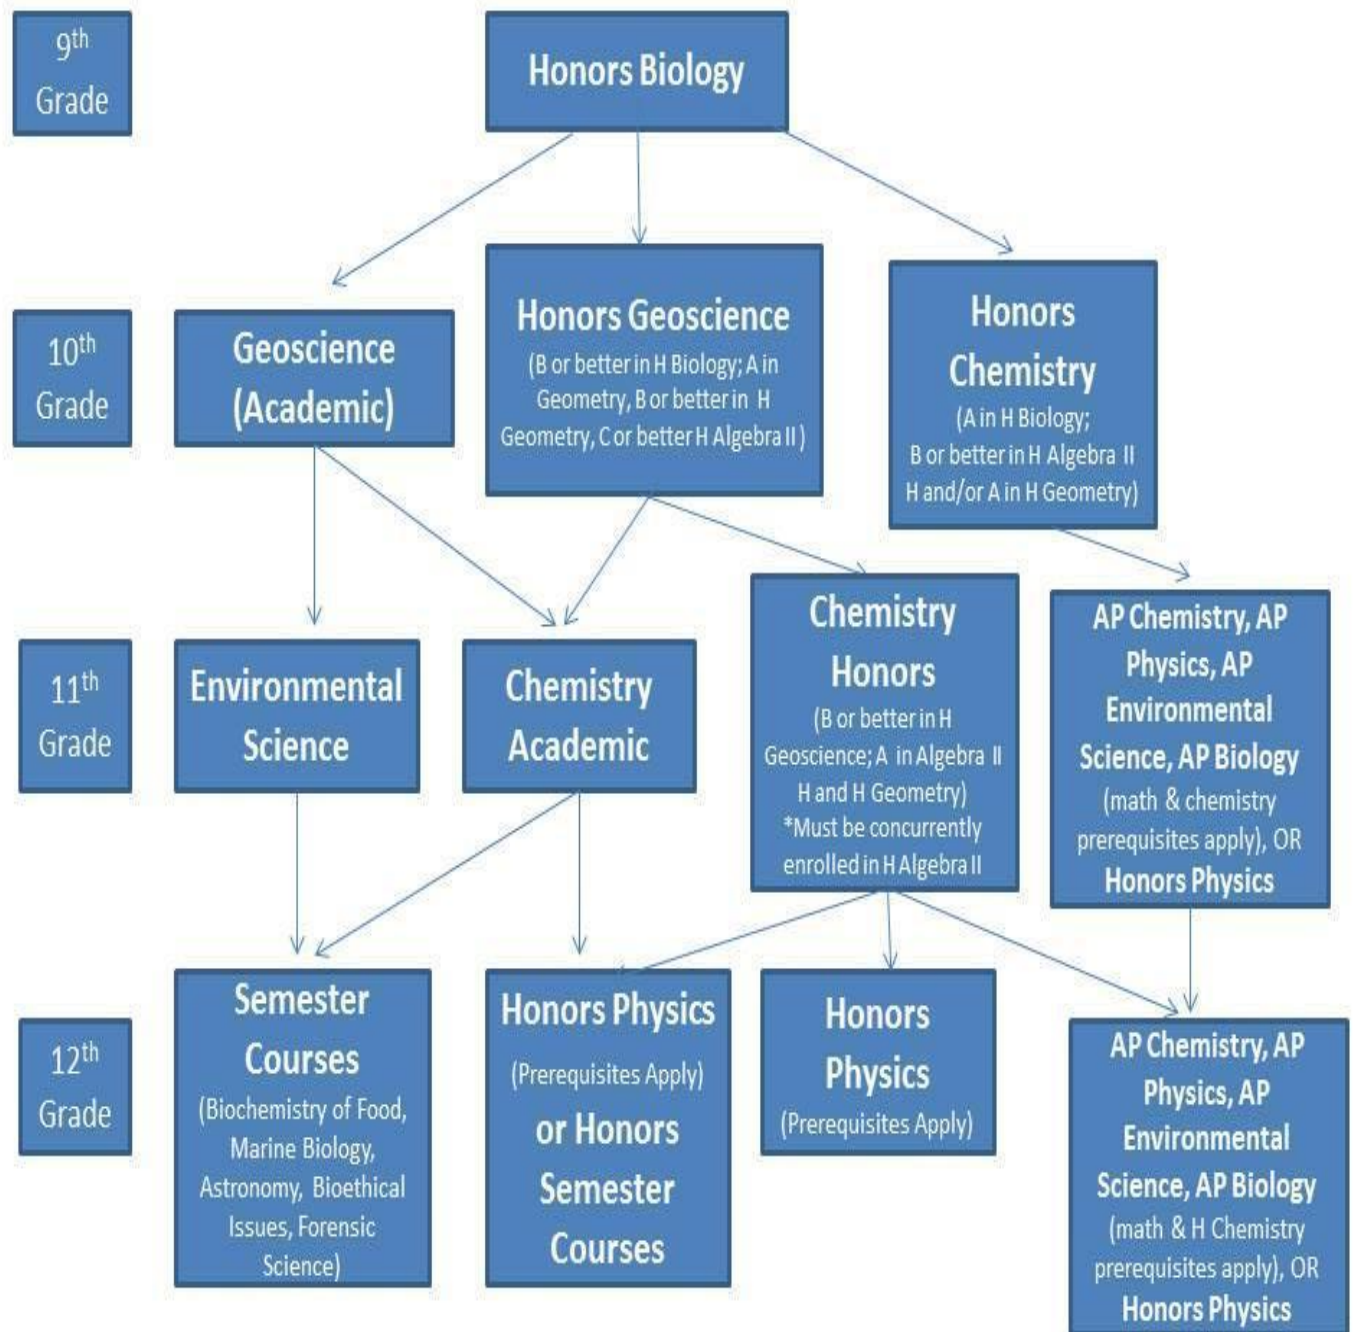 9th
Grade
Honors Biology
10th
Grade
Geoscience
(Academic)
Honors Geoscience
(B or better in H Biology; A in
Geometry, B or better in H
Geometry, C or better H Algebra II )
Honors
Chemistry
(A in H Biology;
B or better in H Algebra II
H and/or A in H Geometry)
11th
Grade
Environmental
Science
Chemistry
Academic
Chemistry
Honors
(B or better in H
Geoscience; A in Algebra II
H and H Geometry)
*Must be concurrently
enrolled in H Algebra II
AP Chemistry, AP
Physics, AP
Environmental
Science, AP Biology
(math & chemistry
prerequisites apply), OR
Honors Physics
12th
Grade
Semester
Courses
(Biochemistry of Food,
Marine Biology,
Astronomy, Bioethical
Issues, Forensic
Science)
Honors Physics
(Prerequisites Apply)
or Honors
Semester
Courses
Honors
Physics
(Prerequisites Apply)
AP Chemistry, AP
Physics, AP
Environmental
Science, AP Biology
(math & H Chemistry
prerequisites apply), OR
Honors Physics